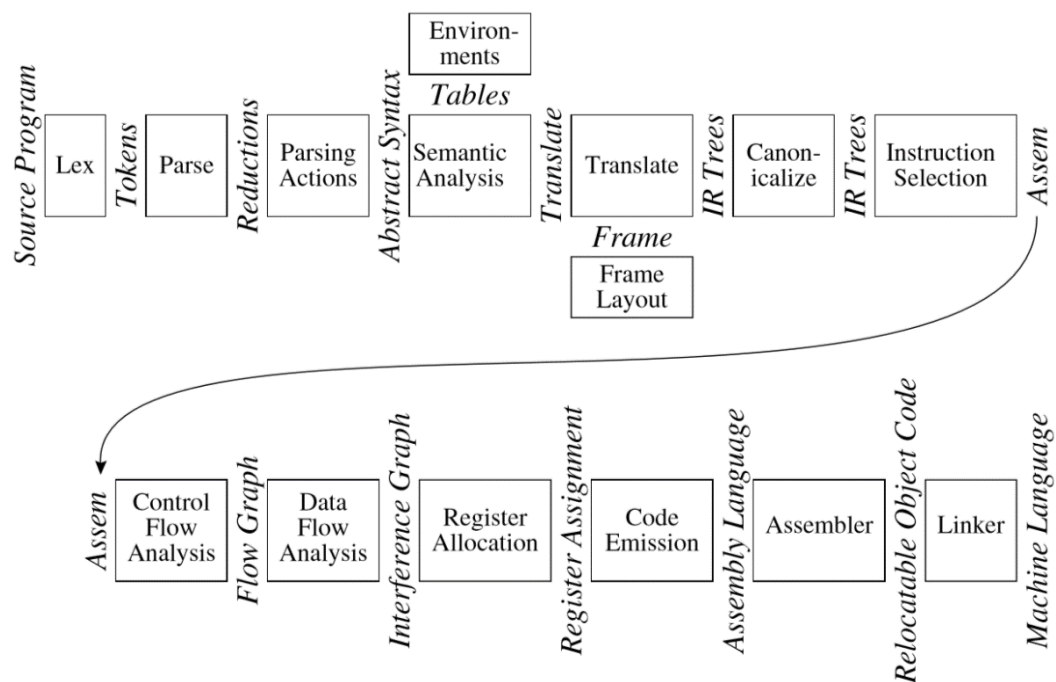 Environ-
ments
Tables
Source Program
Lex
Tokens
Parse
Reductions
Parsing
Actions
Abstract Syntax
Semantic
Analysis
Translate
Translate
IR Trees
Canon-
icalize
IR Trees
Instruction
Selection
Assem
Frame
Frame
Layout
Assem
Control
Flow
Analysis
Flow Graph
Data
Flow
Analysis
Interference Graph
Register
Allocation
Register Assignment
Code
Emission
Assembly Language
Assembler
Relocatable Object Code
Linker
Machine Language